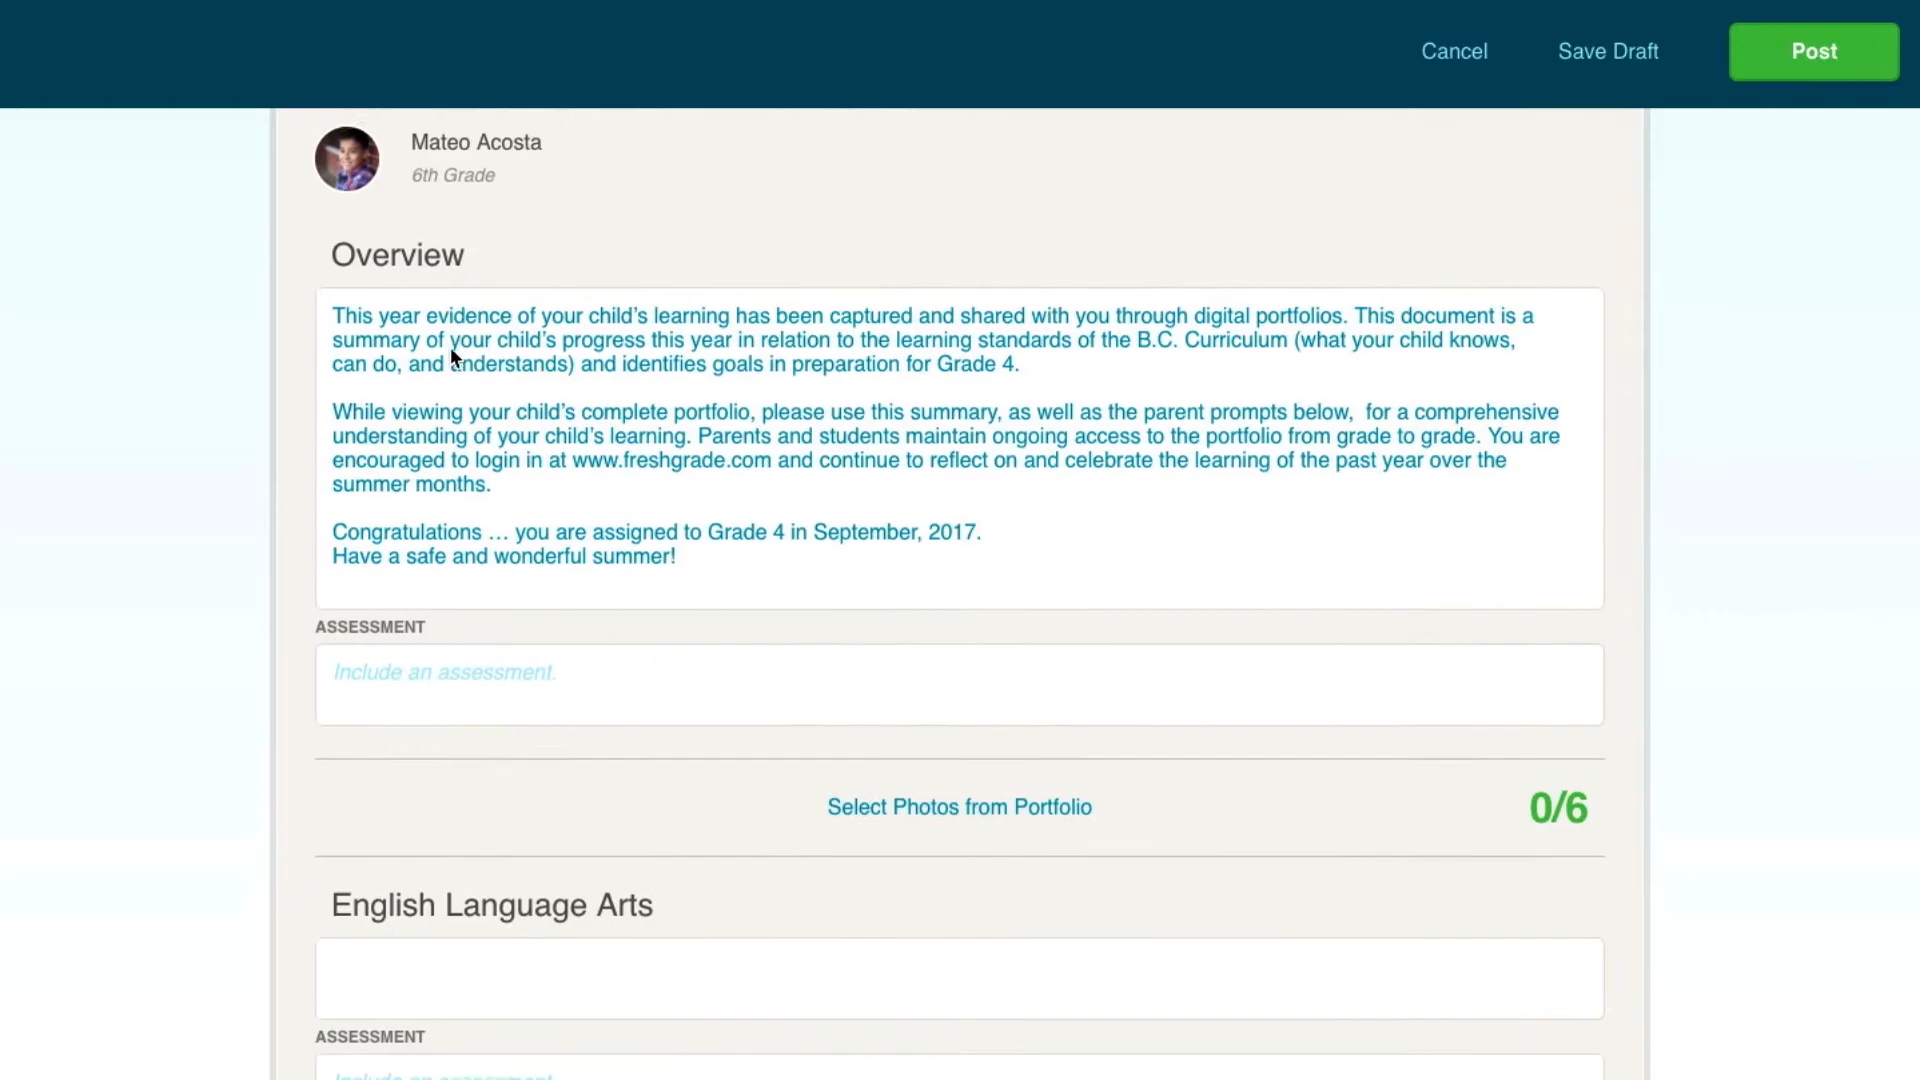 Cancel
Save Draft
Post
Mateo Acosta
6th Grade
Overview
This year evidence of your child’s learning has been captured and shared with you through digital portfolios. This document is a
summary of your child’s progress this year in relation to the learning standards of the B.C. Curriculum (what your child knows,
can do, and understands) and identifies goals in preparation for Grade 4.
While viewing your child’s complete portfolio, please use this summary, as well as the parent prompts below,  for a comprehensive
understanding of your child’s learning. Parents and students maintain ongoing access to the portfolio from grade to grade. You are
encouraged to login in at www.freshgrade.com and continue to reflect on and celebrate the learning of the past year over the
summer months.
Congratulations … you are assigned to Grade 4 in September, 2017.
Have a safe and wonderful summer!
ASSESSMENT
Include an assessment.
Select Photos from Portfolio
0/6
English Language Arts
ASSESSMENT
Include an assessment.